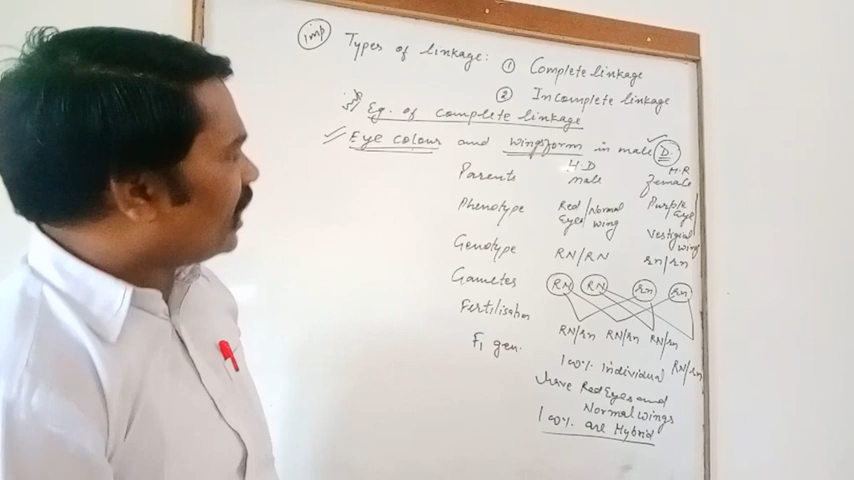 imp
Types of linkage: ① Complete linkage
② Incomplete linkage
Eg. of complete linkage
Eye colour and wingsform in male D.
H.D H.R
Parents male female
Phenotype Red Eyes/Normal wing Purple Eye/Vestigial wing
Genotype RN/RN rn/rn
Gametes RN RN rn rn
Fertilisation
F1 gen. RN/rn RN/rn RN/rn RN/rn
100% individual
have Red Eyes and
Normal wings
100% are Hybrid